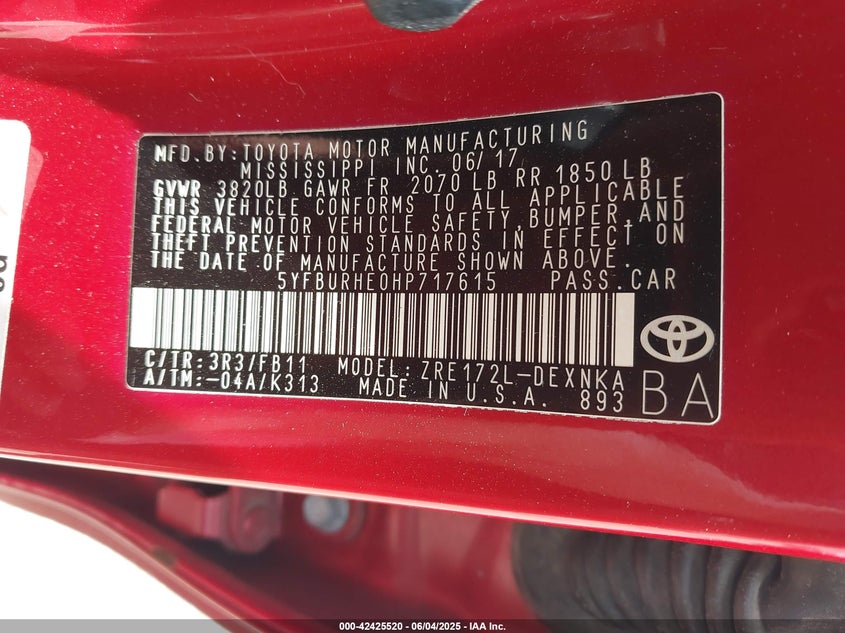 MFD. BY: TOYOTA MOTOR MANUFACTURING
MISSISSIPPI INC. 06/17
GVWR 3820LB GAWR FR 2070 LB RR 1850 LB
THIS VEHICLE CONFORMS TO ALL APPLICABLE
FEDERAL MOTOR VEHICLE SAFETY, BUMPER, AND
THEFT PREVENTION STANDARDS IN EFFECT ON
THE DATE OF MANUFACTURE SHOWN ABOVE.
5YFBURHE0HP717615 PASS. CAR
C/TR: 3R3/FB11 MODEL: ZRE172L-DEXNKA
A/TM: -04A/K313 MADE IN U.S.A. 893
BA
000-42425520 | 06/04/2025 - IAA Inc.